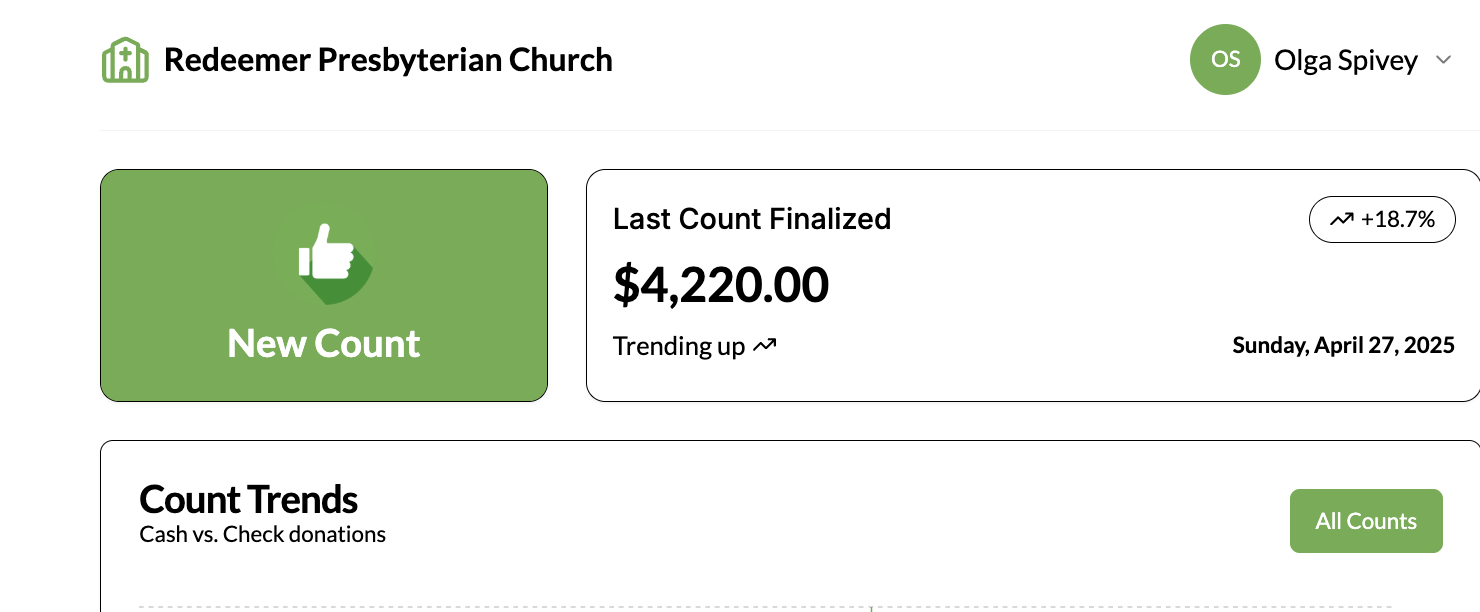 Redeemer Presbyterian Church
OS Olga Spivey
New Count
Last Count Finalized
+18.7%
$4,220.00
Trending up
Sunday, April 27, 2025
Count Trends
Cash vs. Check donations
All Counts